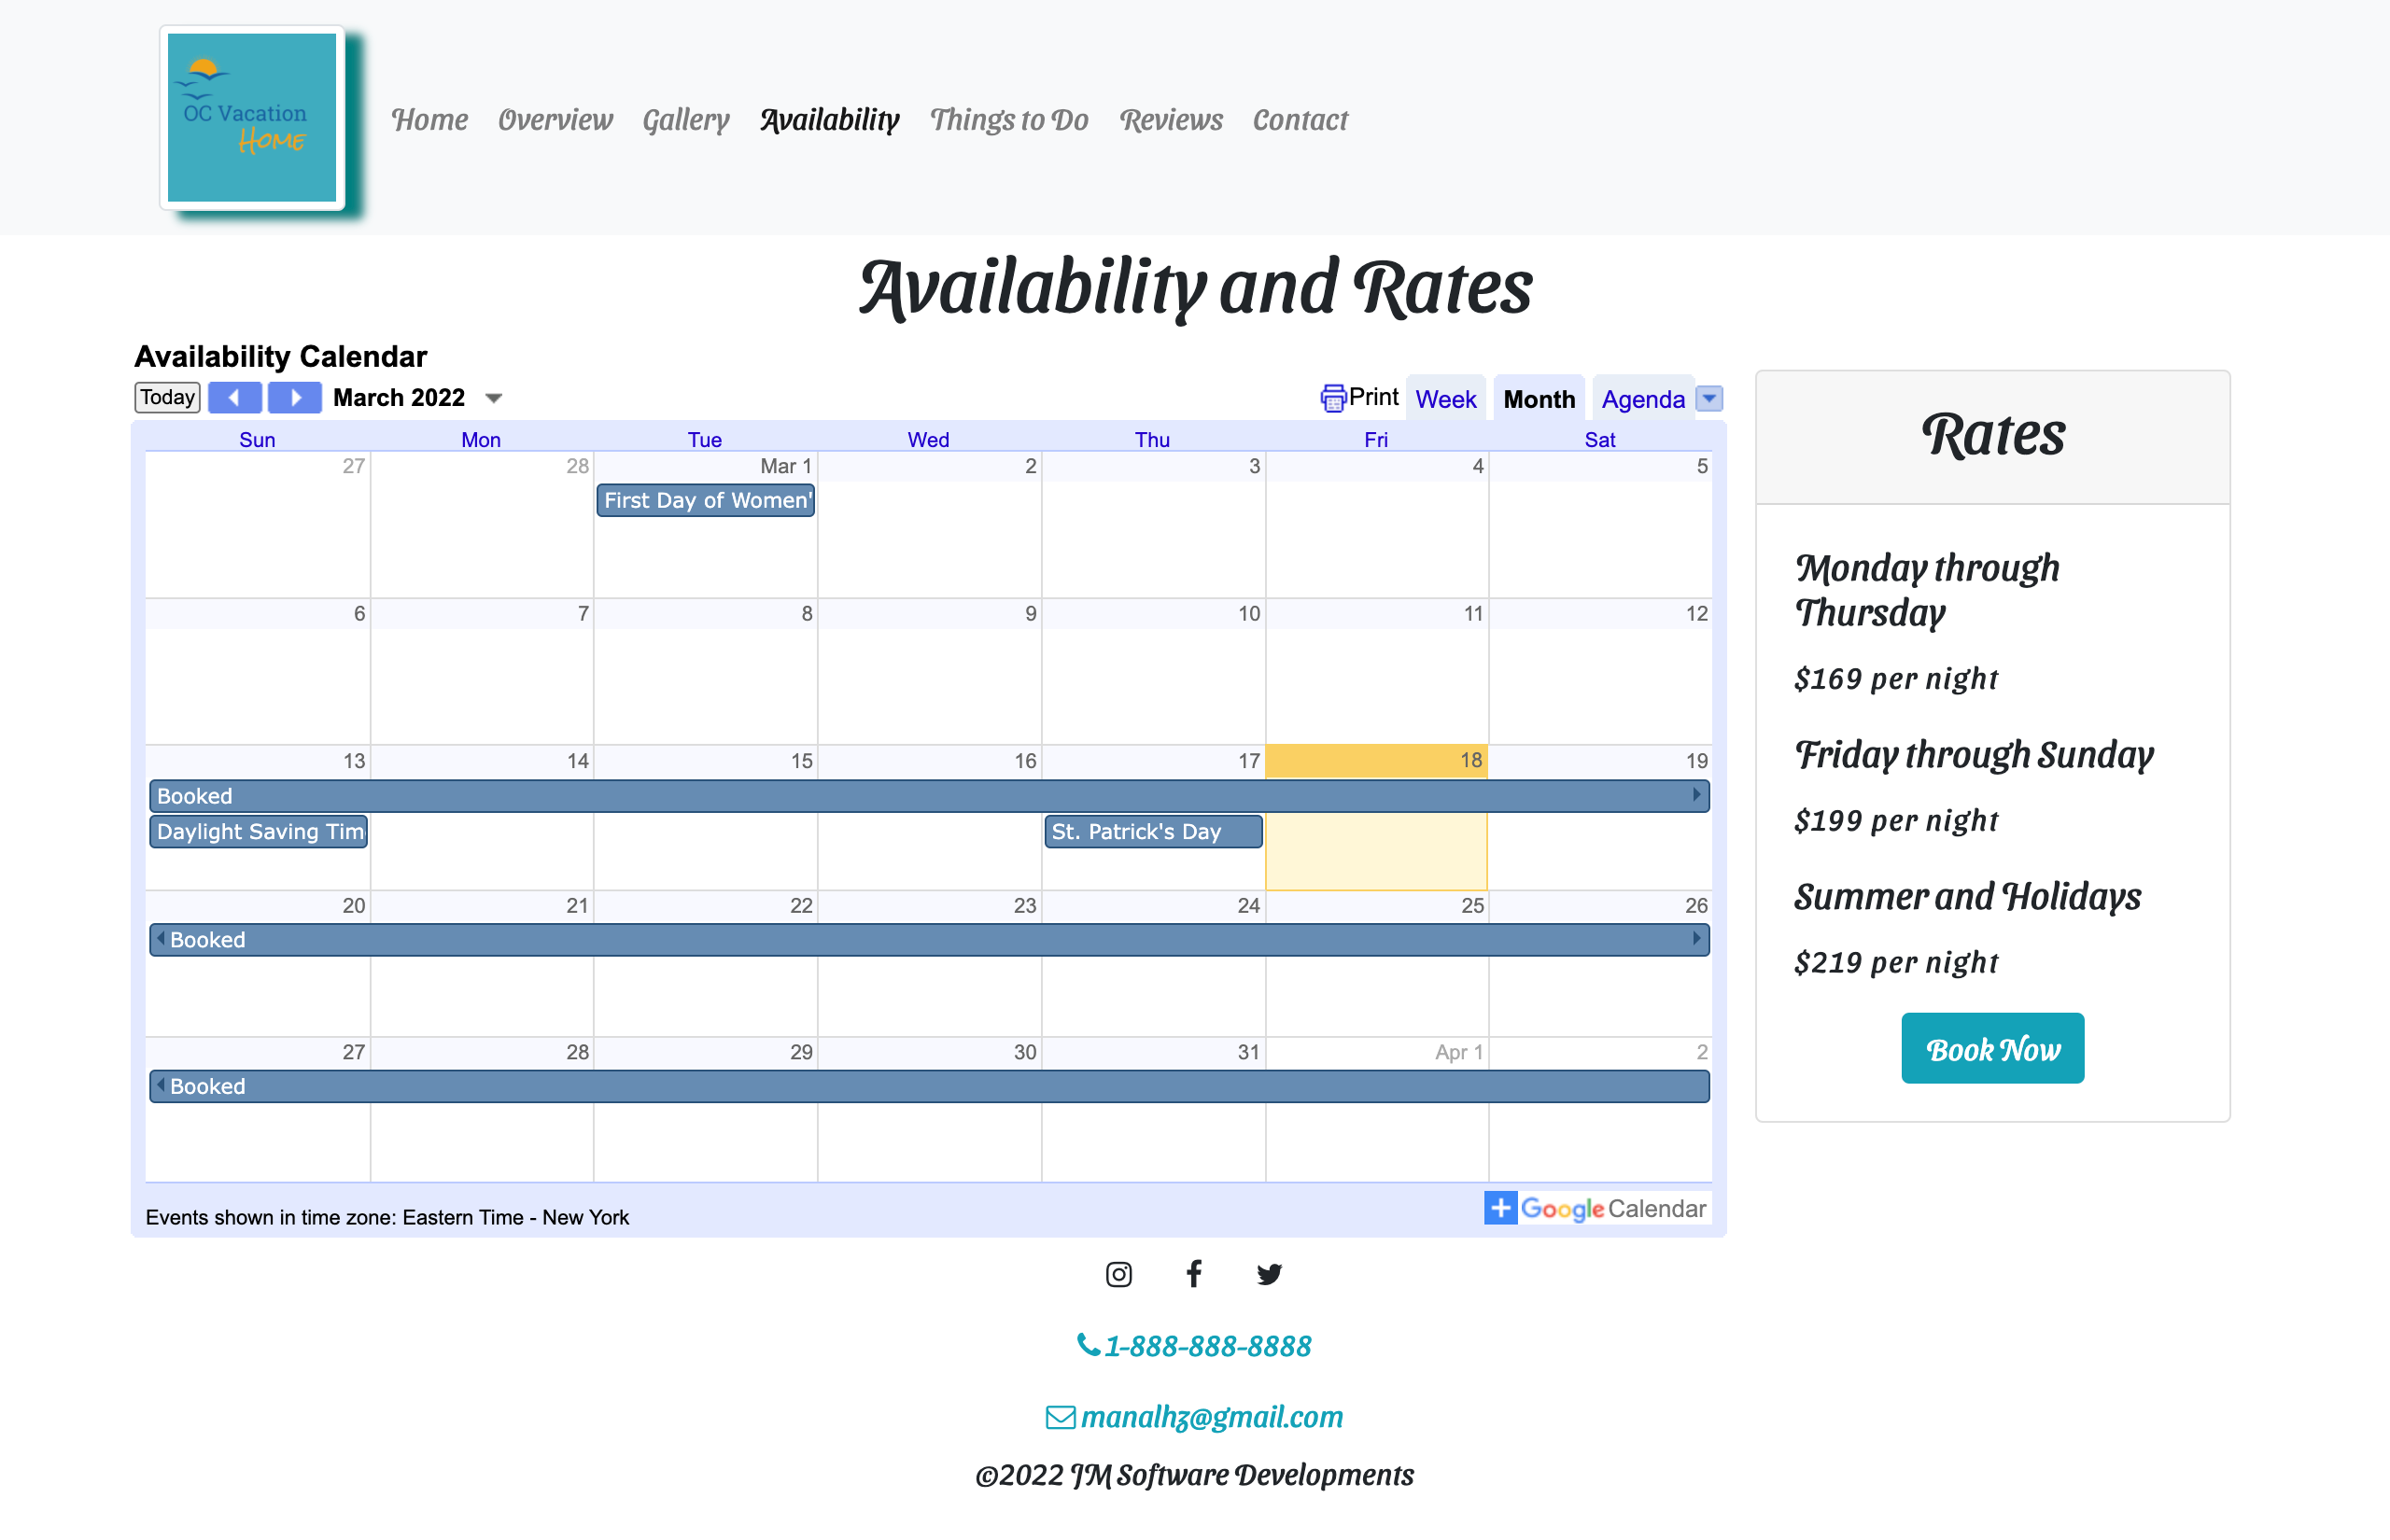 OC Vacation
Home
Home Overview Gallery Availability Things to Do Reviews Contact
Availability and Rates
Availability Calendar
Today March 2022 Print Week Month Agenda
Sun Mon Tue Wed Thu Fri Sat
27 28 Mar 1 2 3 4 5
First Day of Women'
6 7 8 9 10 11 12
13 14 15 16 17 18 19
Booked
Daylight Saving Tim St. Patrick's Day
20 21 22 23 24 25 26
Booked
27 28 29 30 31 Apr 1 2
Booked
Events shown in time zone: Eastern Time - New York
Google Calendar
Rates
Monday through
Thursday
$169 per night
Friday through Sunday
$199 per night
Summer and Holidays
$219 per night
Book Now
1-888-888-8888
manalhz@gmail.com
©2022 JM Software Developments